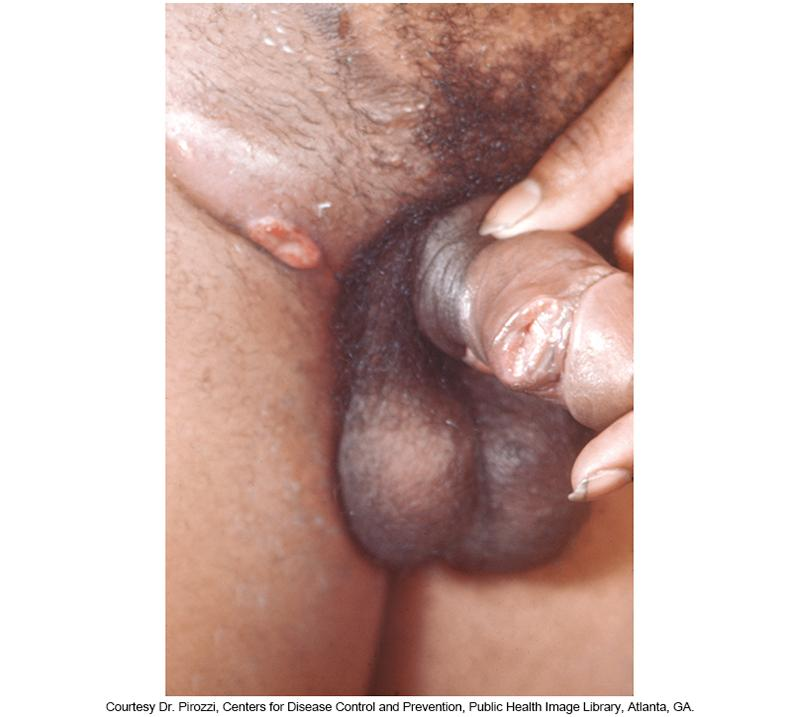 Courtesy Dr. Pirozzi, Centers for Disease Control and Prevention, Public Health Image Library, Atlanta, GA.